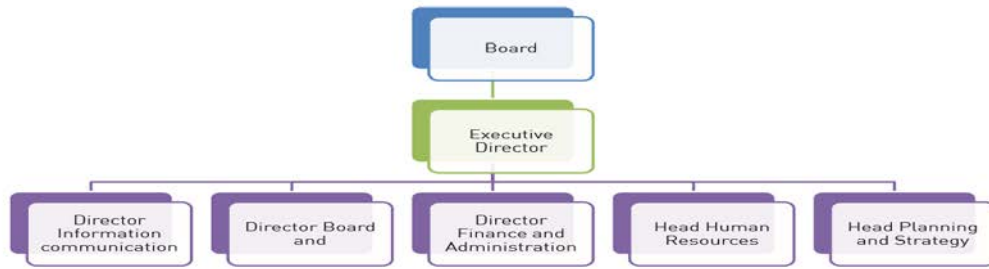 Board
Executive
Director
Director
Information
communication
Director Board
and
Director
Finance and
Administration
Head Human
Resources
Head Planning
and Strategy